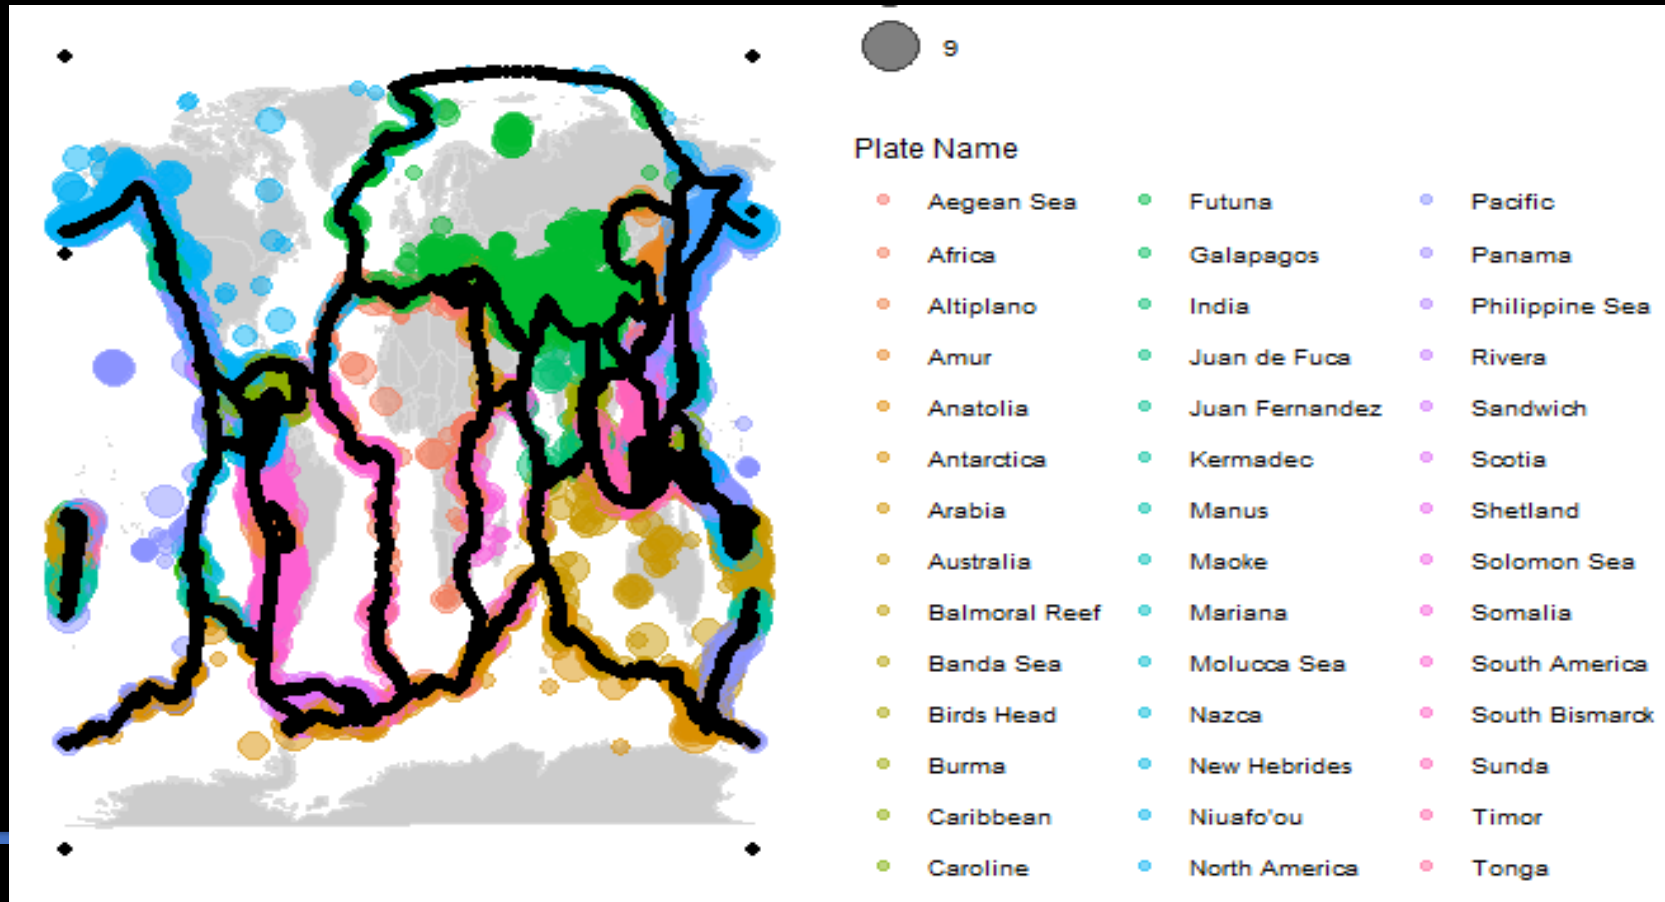 9
Plate Name
Aegean Sea
Africa
Altiplano
Amur
Anatolia
Antarctica
Arabia
Australia
Balmoral Reef
Banda Sea
Birds Head
Burma
Caribbean
Caroline
Futuna
Galapagos
India
Juan de Fuca
Juan Fernandez
Kermadec
Manus
Maoke
Mariana
Molucca Sea
Nazca
New Hebrides
Niuafo'ou
North America
Pacific
Panama
Philippine Sea
Rivera
Sandwich
Scotia
Shetland
Solomon Sea
Somalia
South America
South Bismarck
Sunda
Timor
Tonga